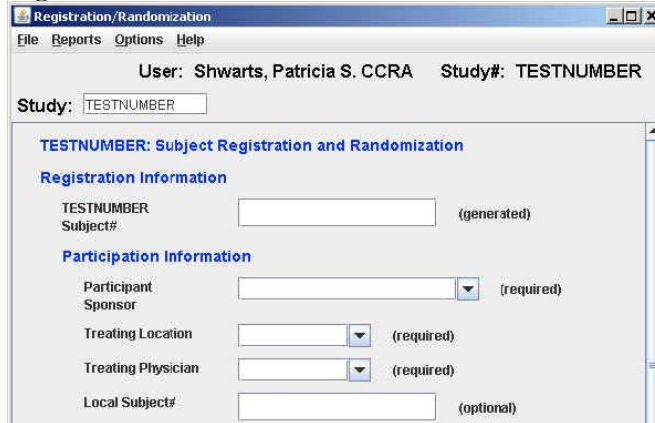 Registration/Randomization
File Reports Options Help
User: Shwarts, Patricia S. CCRA Study#: TESTNUMBER
Study: TESTNUMBER
TESTNUMBER: Subject Registration and Randomization
Registration Information
TESTNUMBER
Subject# (generated)
Participation Information
Participant
Sponsor (required)
Treating Location (required)
Treating Physician (required)
Local Subject# (optional)